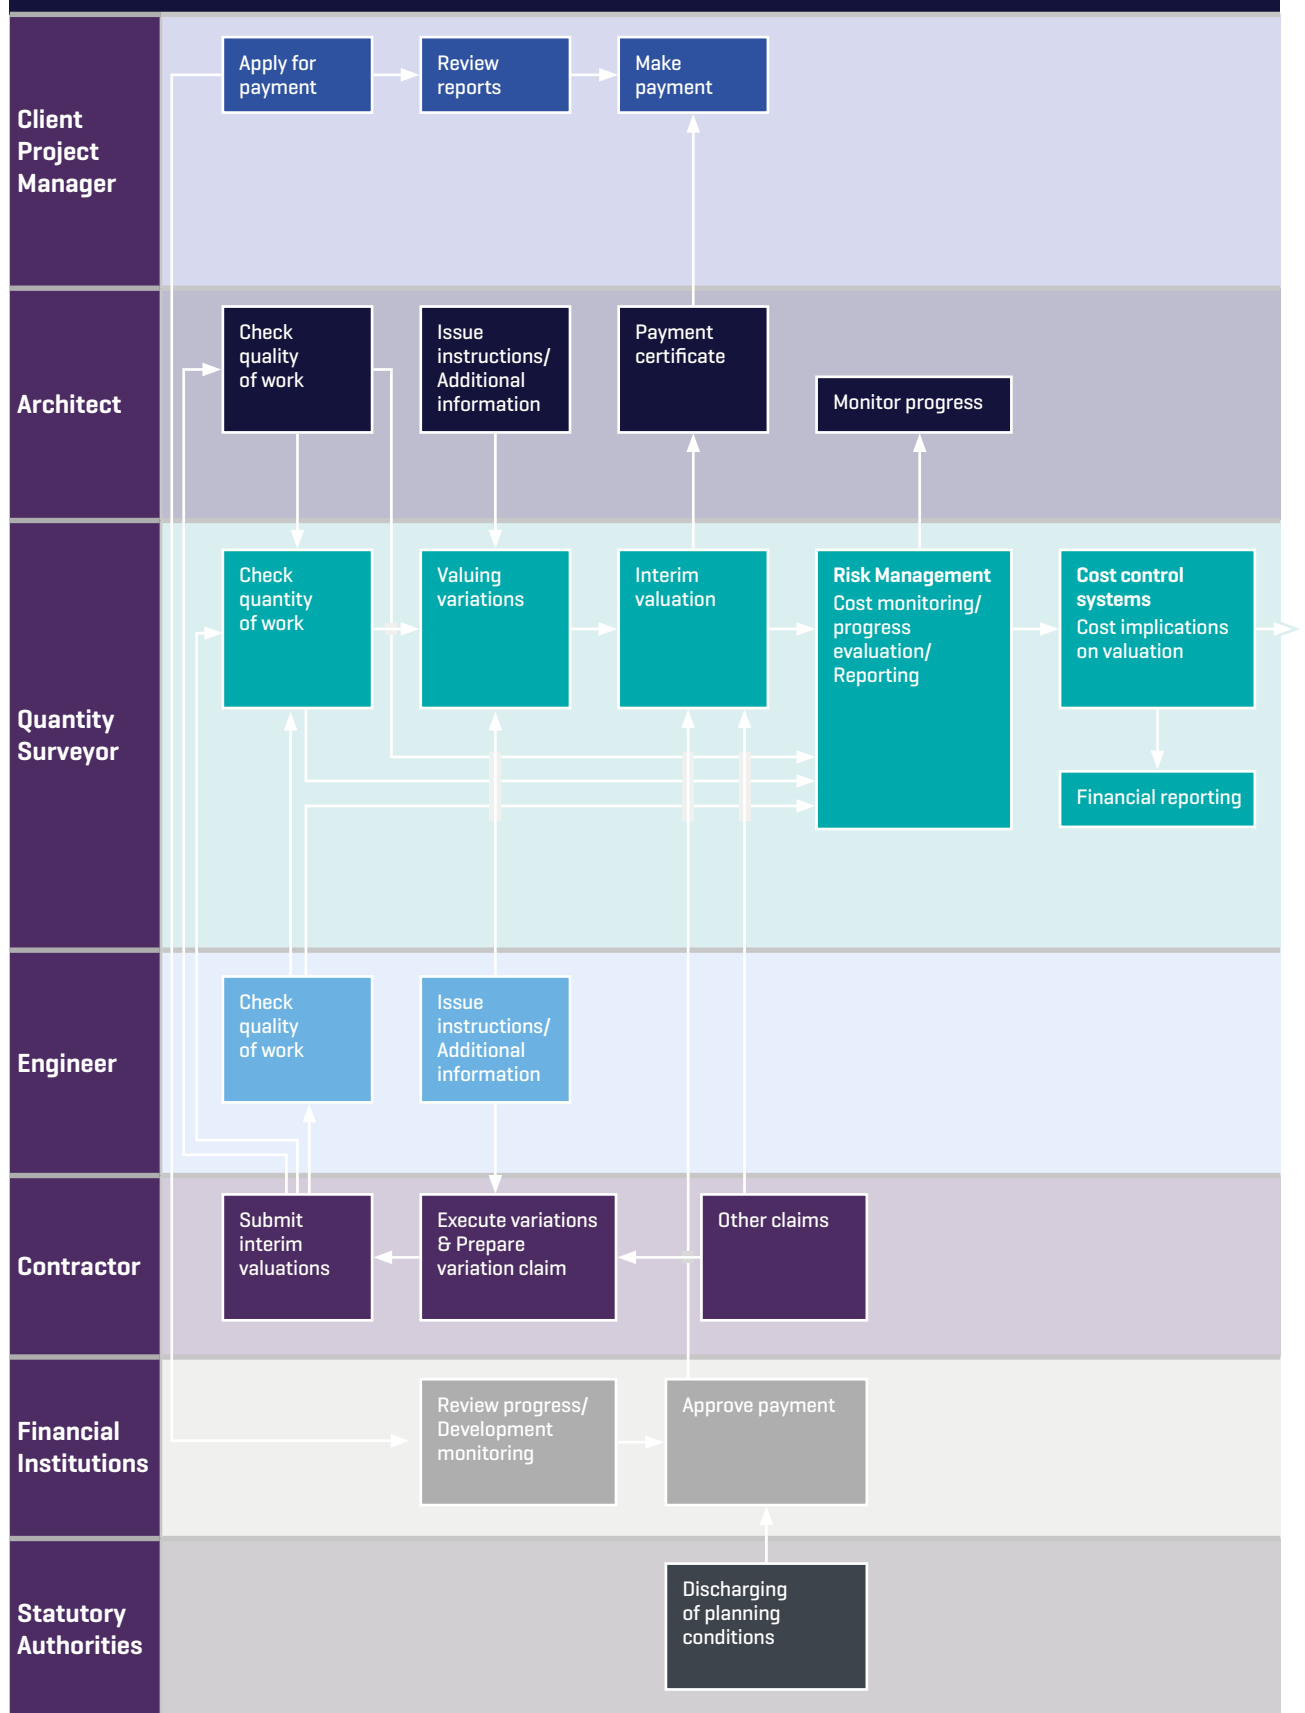 Client
Project
Manager
Apply for
payment
Review
reports
Make
payment
Architect
Check
quality
of work
Issue
instructions/
Additional
information
Payment
certificate
Monitor progress
Quantity
Surveyor
Check
quantity
of work
Valuing
variations
Interim
valuation
Risk Management
Cost monitoring/
progress
evaluation/
Reporting
Cost control
systems
Cost implications
on valuation
Financial reporting
Engineer
Check
quality
of work
Issue
instructions/
Additional
information
Contractor
Submit
interim
valuations
Execute variations
& Prepare
variation claim
Other claims
Financial
Institutions
Review progress/
Development
monitoring
Approve payment
Statutory
Authorities
Discharging
of planning
conditions